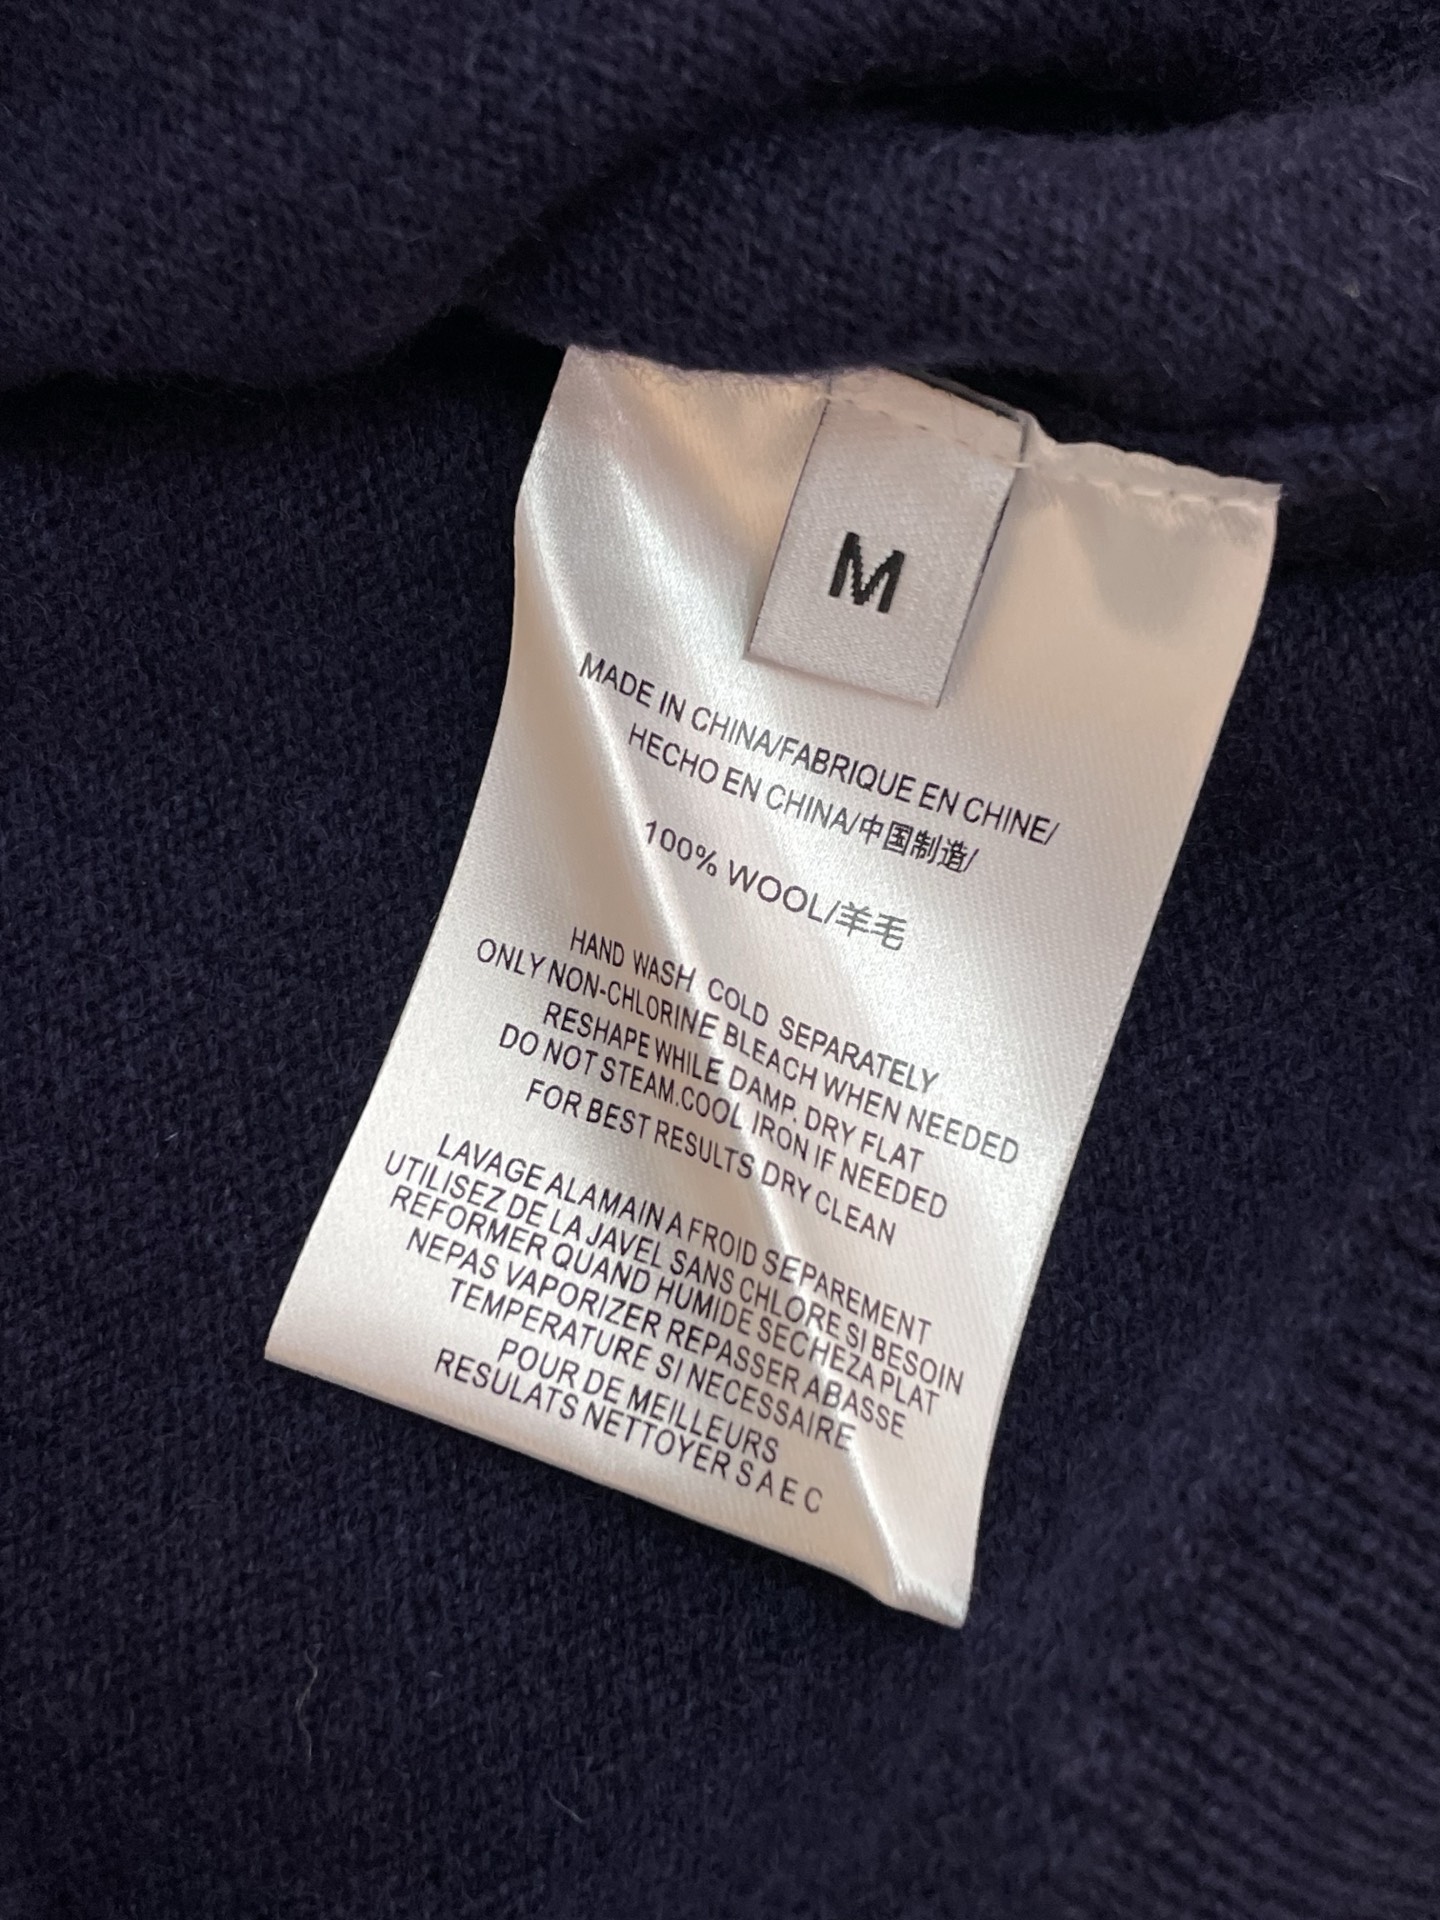 M
MADE IN CHINA/FABRIQUE EN CHINE/
HECHO EN CHINA/中国制造/
100% WOOL/羊毛
HAND WASH COLD SEPARATELY
ONLY NON-CHLORINE BLEACH WHEN NEEDED
RESHAPE WHILE DAMP. DRY FLAT
DO NOT STEAM.COOL IRON IF NEEDED
FOR BEST RESULTS DRY CLEAN
LAVAGE ALAMAIN A FROID SEPAREMENT
UTILISEZ DE LA JAVEL SANS CHLORE SI BESOIN
REFORMER QUAND HUMIDE SECHEZA PLAT
NEPAS VAPORIZER REPASSER ABASSE
TEMPERATURE SI NECESSAIRE
POUR DE MEILLEURS
RESULATS NETTOYER S A E C